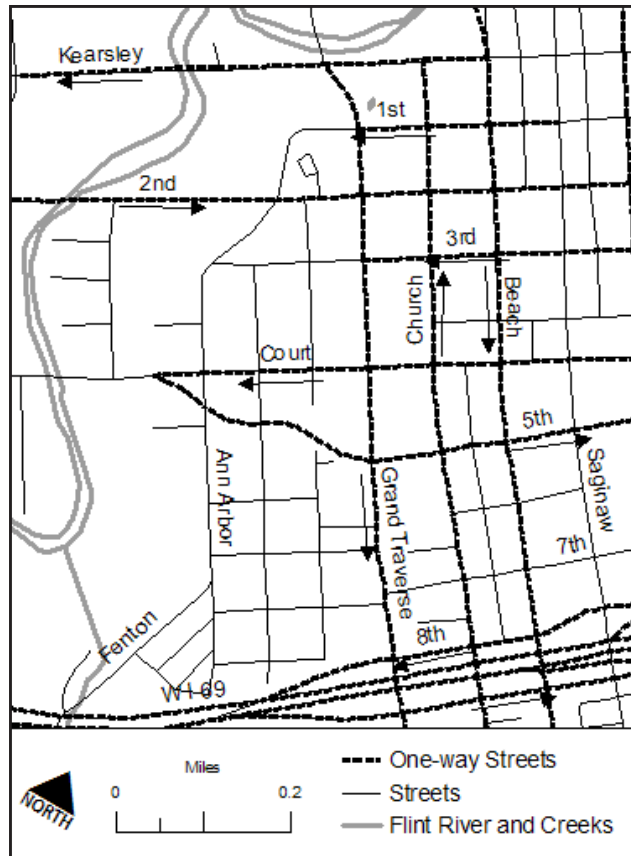 Kearsley
1st
2nd
3rd
Church
Beach
Court
5th
Ann Arbor
Grand Traverse
Saginaw
7th
8th
Fenton
W I-69
NORTH
Miles
0 0.2
One-way Streets
Streets
Flint River and Creeks